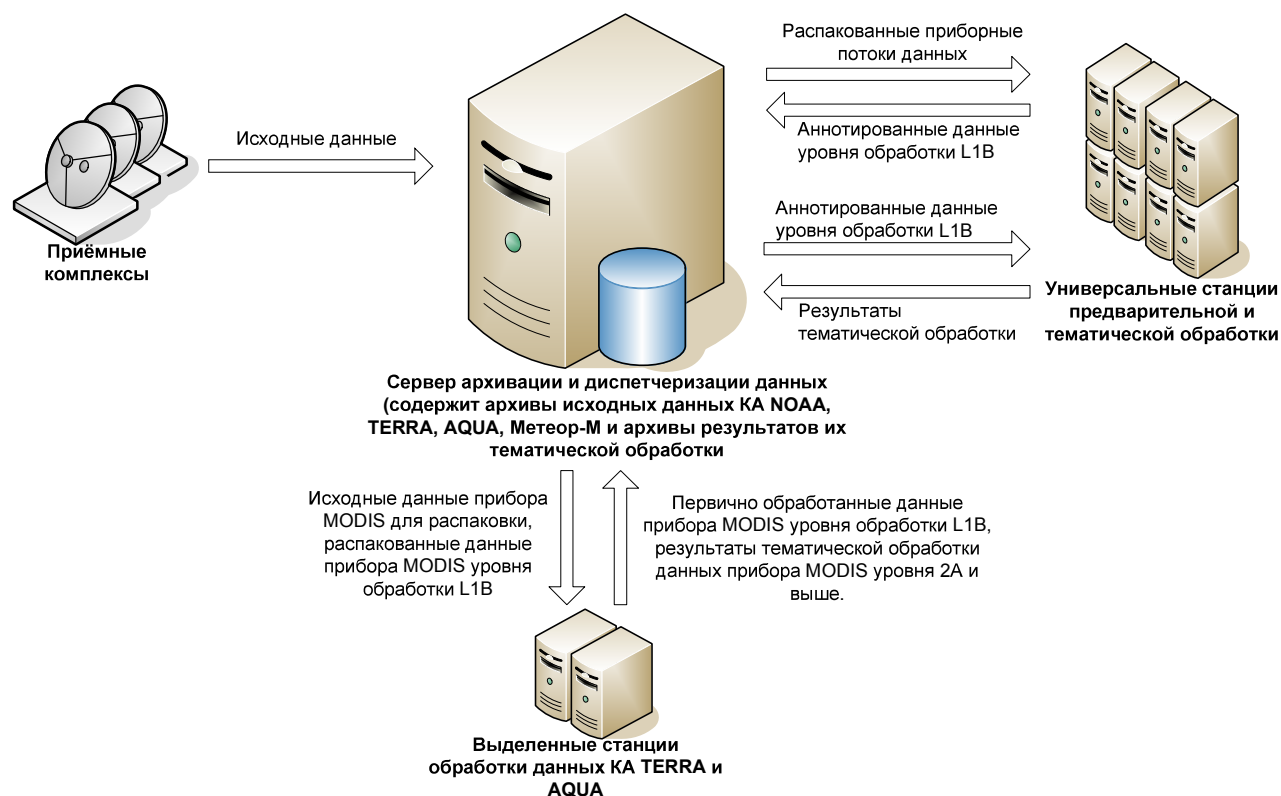 Распакованные приборные
потоки данных
Исходные данные
Аннотированные данные
уровня обработки L1B
Аннотированные данные
уровня обработки L1B
Приёмные
комплексы
Результаты
тематической обработки
Универсальные станции
предварительной и
тематической обработки
Сервер архивации и диспетчеризации данных
(содержит архивы исходных данных КА NOAA,
TERRA, AQUA, Метеор-М и архивы результатов их
тематической обработки
Исходные данные прибора
MODIS для распаковки,
распакованные данные
прибора MODIS уровня
обработки L1B
Первично обработанные данные
прибора MODIS уровня обработки L1B,
результаты тематической обработки
данных прибора MODIS уровня 2А и
выше.
Выделенные станции
обработки данных КА TERRA и
AQUA